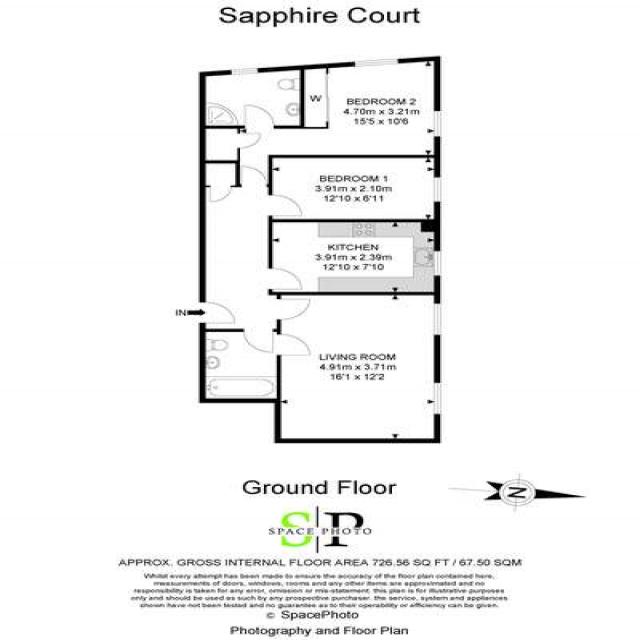 Sapphire Court
W
BEDROOM 2
4.70m x 3.21m
15'5 x 10'6
BEDROOM 1
3.91m x 2.10m
12'10 x 6'11
KITCHEN
3.91m x 2.39m
12'10 x 7'10
IN
LIVING ROOM
4.91m x 3.71m
16'1 x 12'2
Ground Floor
N
S|P
SPACE PHOTO
APPROX. GROSS INTERNAL FLOOR AREA 726.56 SQ FT / 67.50 SQM
Whilst every attempt has been made to ensure the accuracy of the floor plan contained here,
measurements of doors, windows, rooms and any other items are approximated and no
responsibility is taken for any error, omission or mis-statement. this plan is for illustrative purposes
only and should be used as such by any prospective purchaser. the service, system and appliances
shown have not been tested and no guarantee as to their operability or efficiency can be given.
© SpacePhoto
Photography and Floor Plan